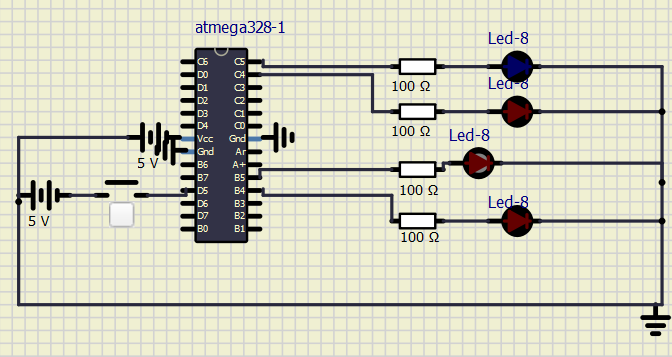 atmega328-1
Led-8
C6 C5
D0 C4
D1 C3
D2 C2
D3 C1
D4 C0
Vcc Gnd
Gnd Ar
B6 A+
B7 B5
D5 B4
D6 B3
D7 B2
B0 B1
100 Ω
Led-8
100 Ω
Led-8
5 V
100 Ω
Led-8
5 V
100 Ω